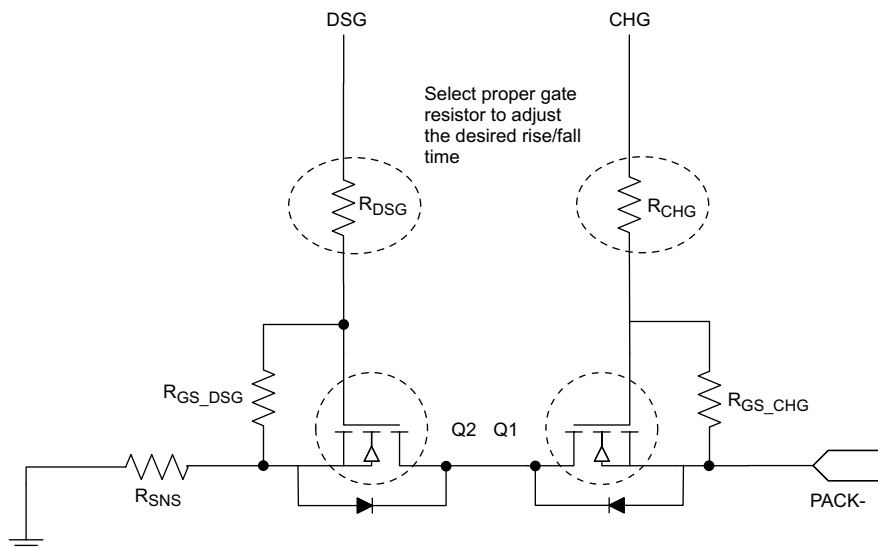 DSG
CHG
Select proper gate
resistor to adjust
the desired rise/fall
time
RDSG
RCHG
RGS_DSG
Q2
Q1
RGS_CHG
RSNS
PACK-